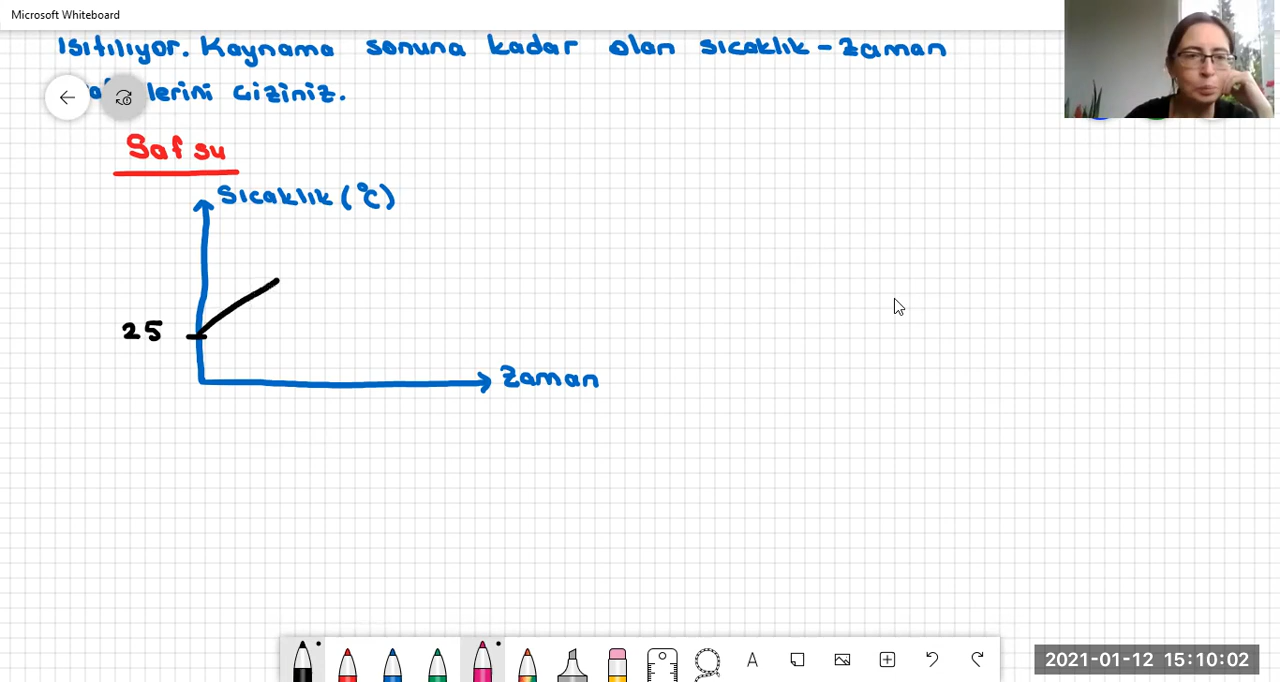 Microsoft Whiteboard
Isıtılıyor. Kaynama sonuna kadar olan sıcaklık-zaman
lerini çiziniz.
Saf su
Sıcaklık (°C)
25
Zaman
A
2021-01-12 15:10:02